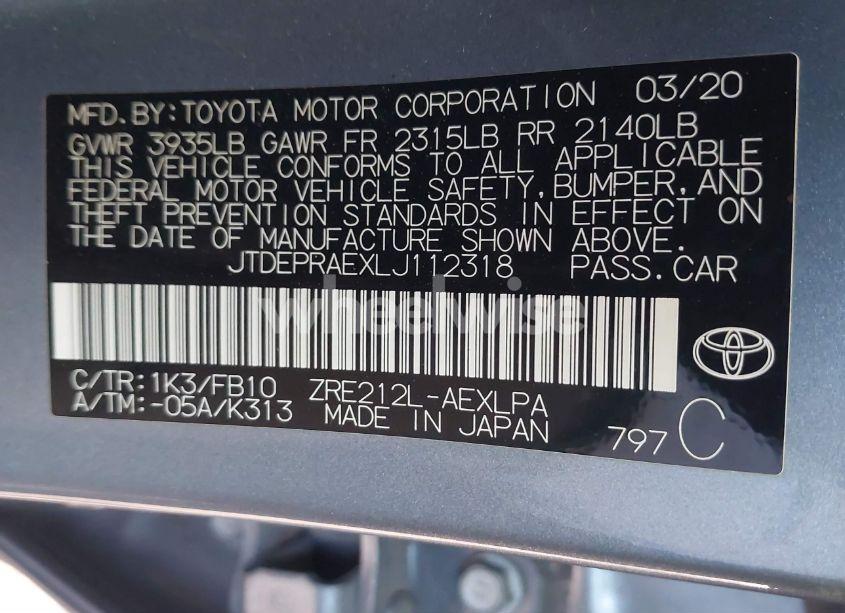 MFD. BY: TOYOTA MOTOR CORPORATION 03/20
GVWR 3935LB GAWR FR 2315LB RR 2140LB
THIS VEHICLE CONFORMS TO ALL APPLICABLE
FEDERAL MOTOR VEHICLE SAFETY, BUMPER, AND
THEFT PREVENTION STANDARDS IN EFFECT ON
THE DATE OF MANUFACTURE SHOWN ABOVE.
JTDEPRAEXLJ112318 PASS. CAR
wheelwise
C/TR: 1K3/FB10 ZRE212L-AEXLPA
A/TM: -05A/K313 MADE IN JAPAN 797 C